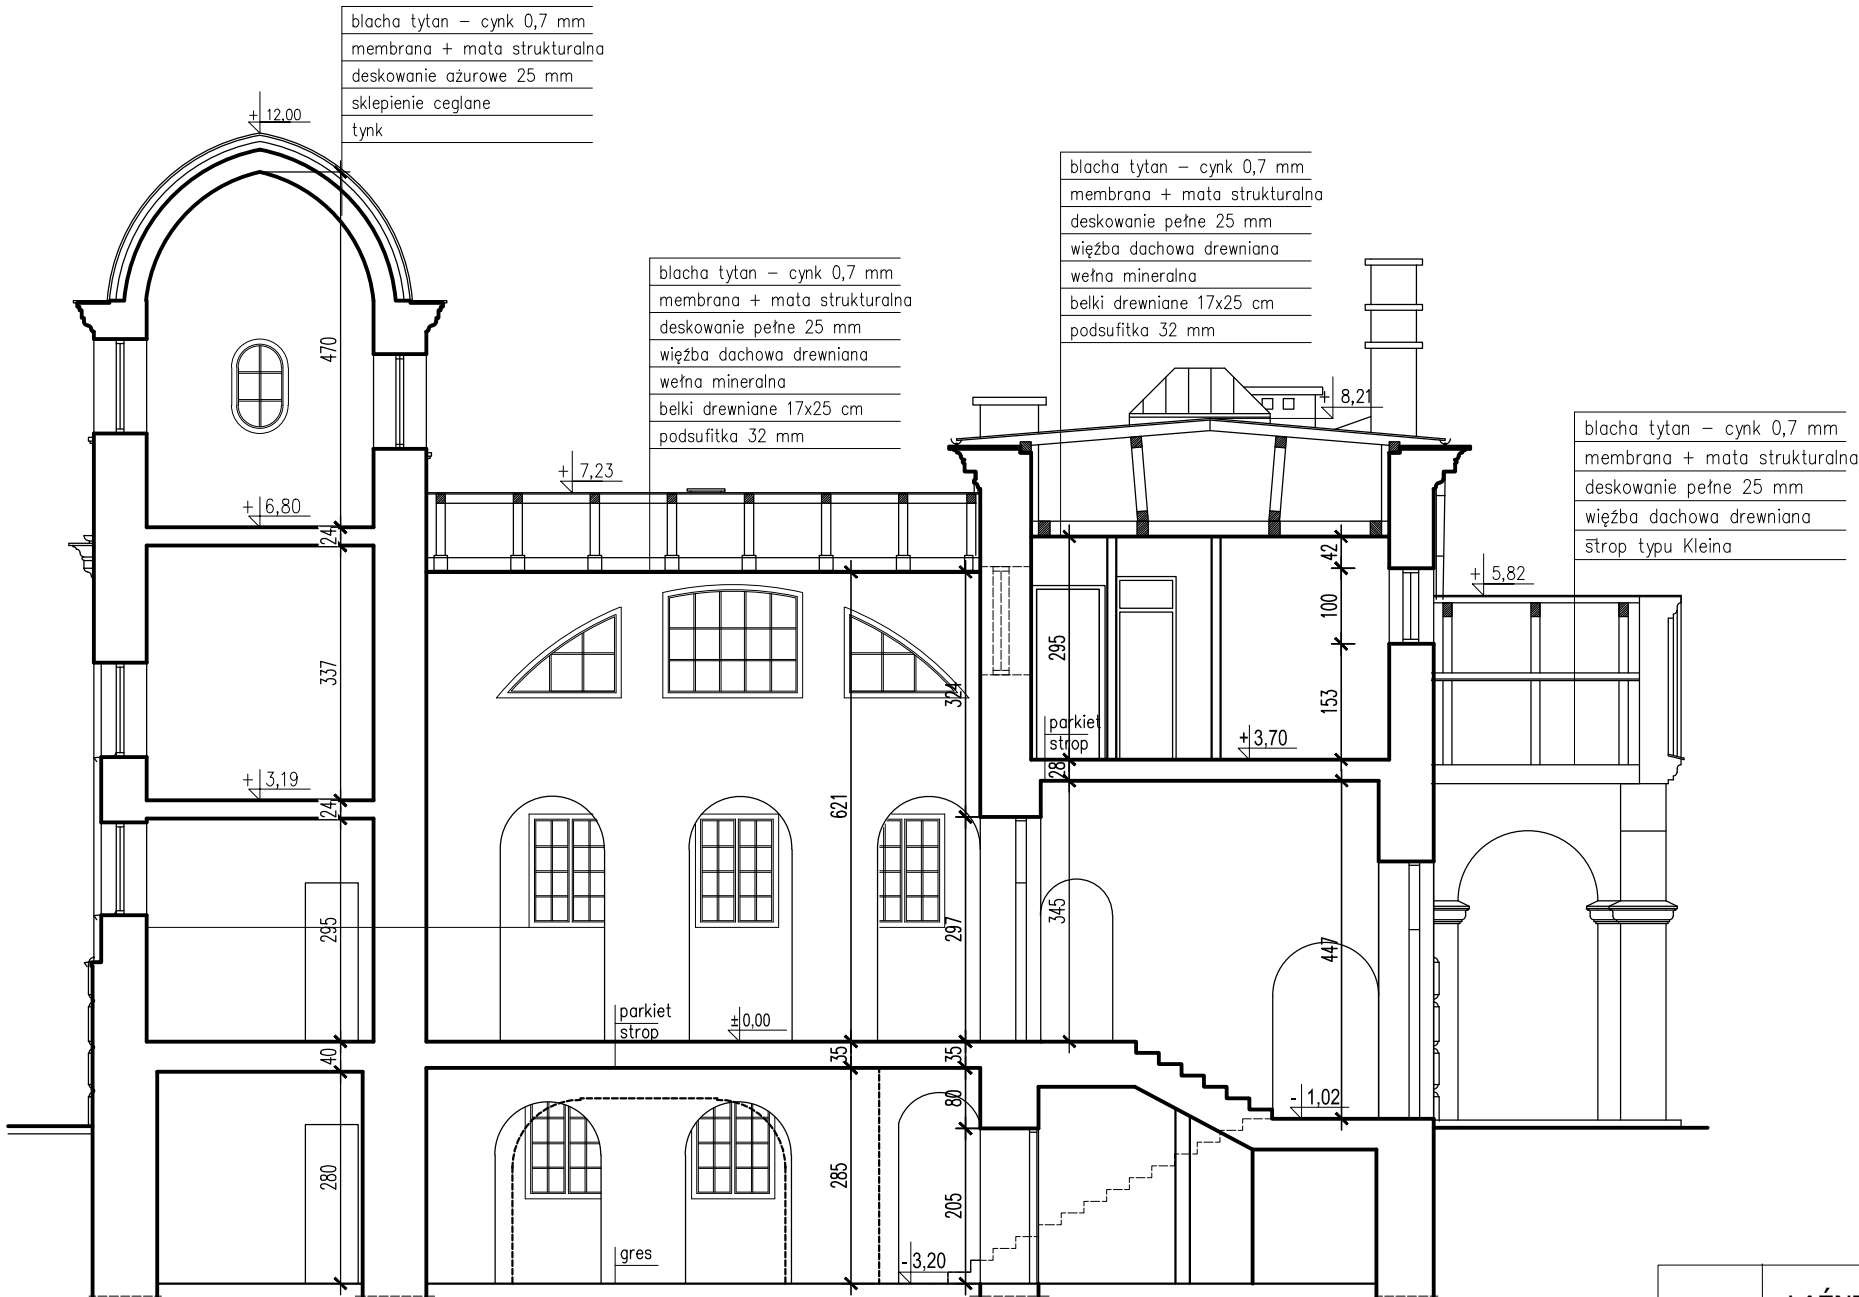 blacha tytan – cynk 0,7 mm
membrana + mata strukturalna
deskowanie ażurowe 25 mm
sklepienie ceglane
tynk
+ 12,00
blacha tytan – cynk 0,7 mm
membrana + mata strukturalna
deskowanie pełne 25 mm
więźba dachowa drewniana
wełna mineralna
belki drewniane 17x25 cm
podsufitka 32 mm
blacha tytan – cynk 0,7 mm
membrana + mata strukturalna
deskowanie pełne 25 mm
więźba dachowa drewniana
wełna mineralna
belki drewniane 17x25 cm
podsufitka 32 mm
blacha tytan – cynk 0,7 mm
membrana + mata strukturalna
deskowanie pełne 25 mm
więźba dachowa drewniana
strop typu Kleina
470
+ 8,21
+ 7,23
+ 6,80
24
42
+ 5,82
100
337
295
324
153
parkiet
strop
+ 3,70
28
+ 3,19
24
621
295
297
345
447
parkiet
strop
±0,00
40
35
35
80
- 1,02
280
285
205
gres
- 3,20